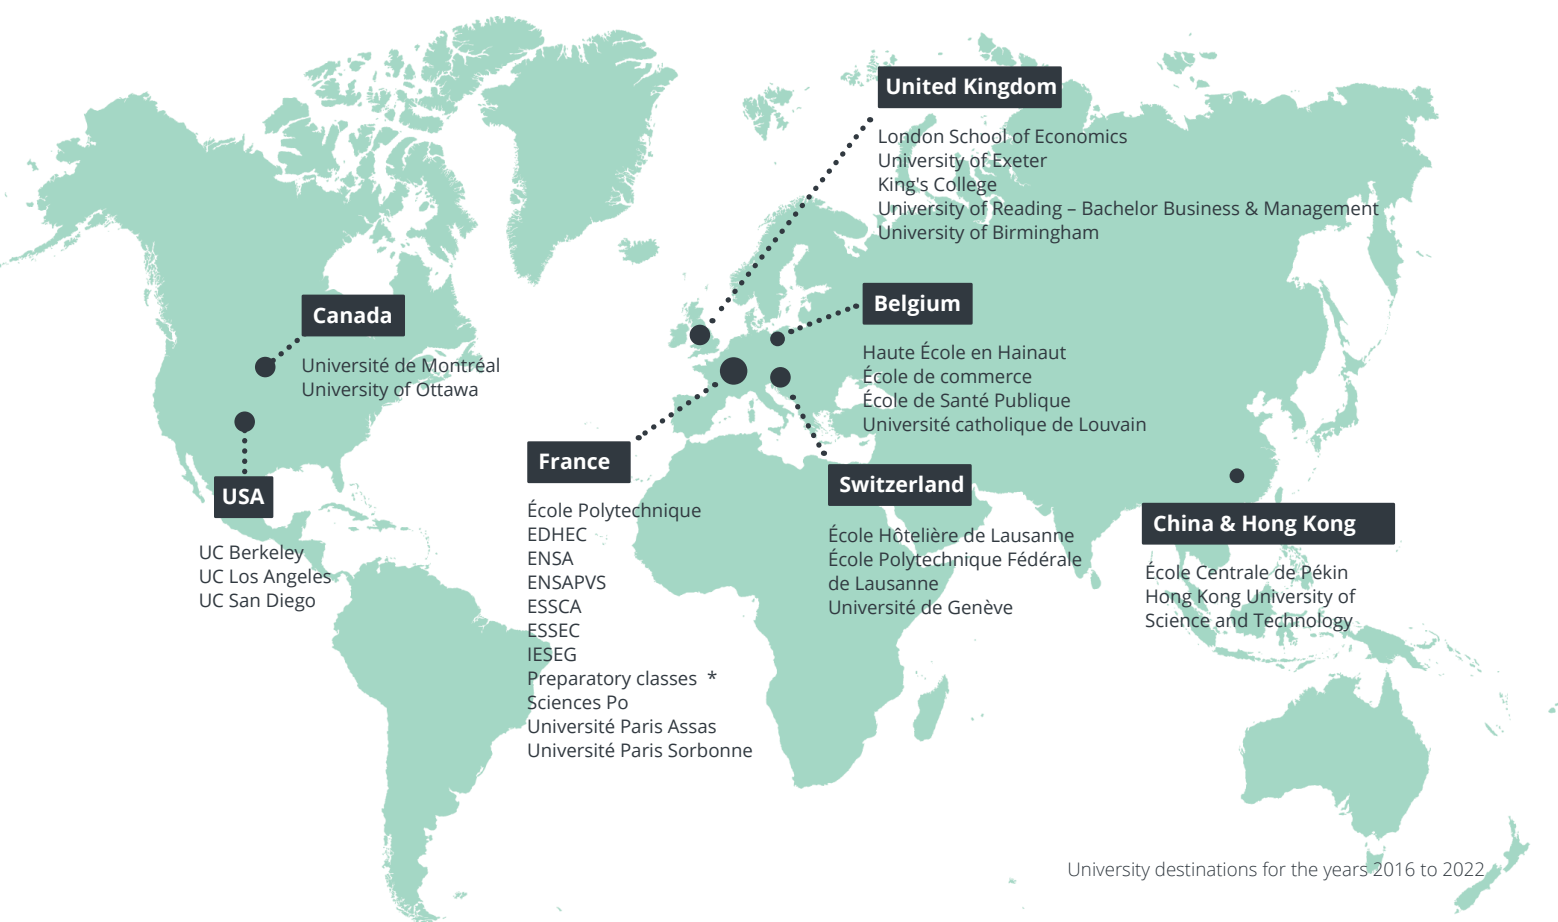 United Kingdom
London School of Economics
University of Exeter
King's College
University of Reading – Bachelor Business & Management
University of Birmingham
Canada
Université de Montréal
University of Ottawa
Belgium
Haute École en Hainaut
École de commerce
École de Santé Publique
Université catholique de Louvain
USA
UC Berkeley
UC Los Angeles
UC San Diego
France
École Polytechnique
EDHEC
ENSA
ENSAPVS
ESSCA
ESSEC
IESEG
Preparatory classes *
Sciences Po
Université Paris Assas
Université Paris Sorbonne
Switzerland
École Hôtelière de Lausanne
École Polytechnique Fédérale
de Lausanne
Université de Genève
China & Hong Kong
École Centrale de Pékin
Hong Kong University of
Science and Technology
University destinations for the years 2016 to 2022